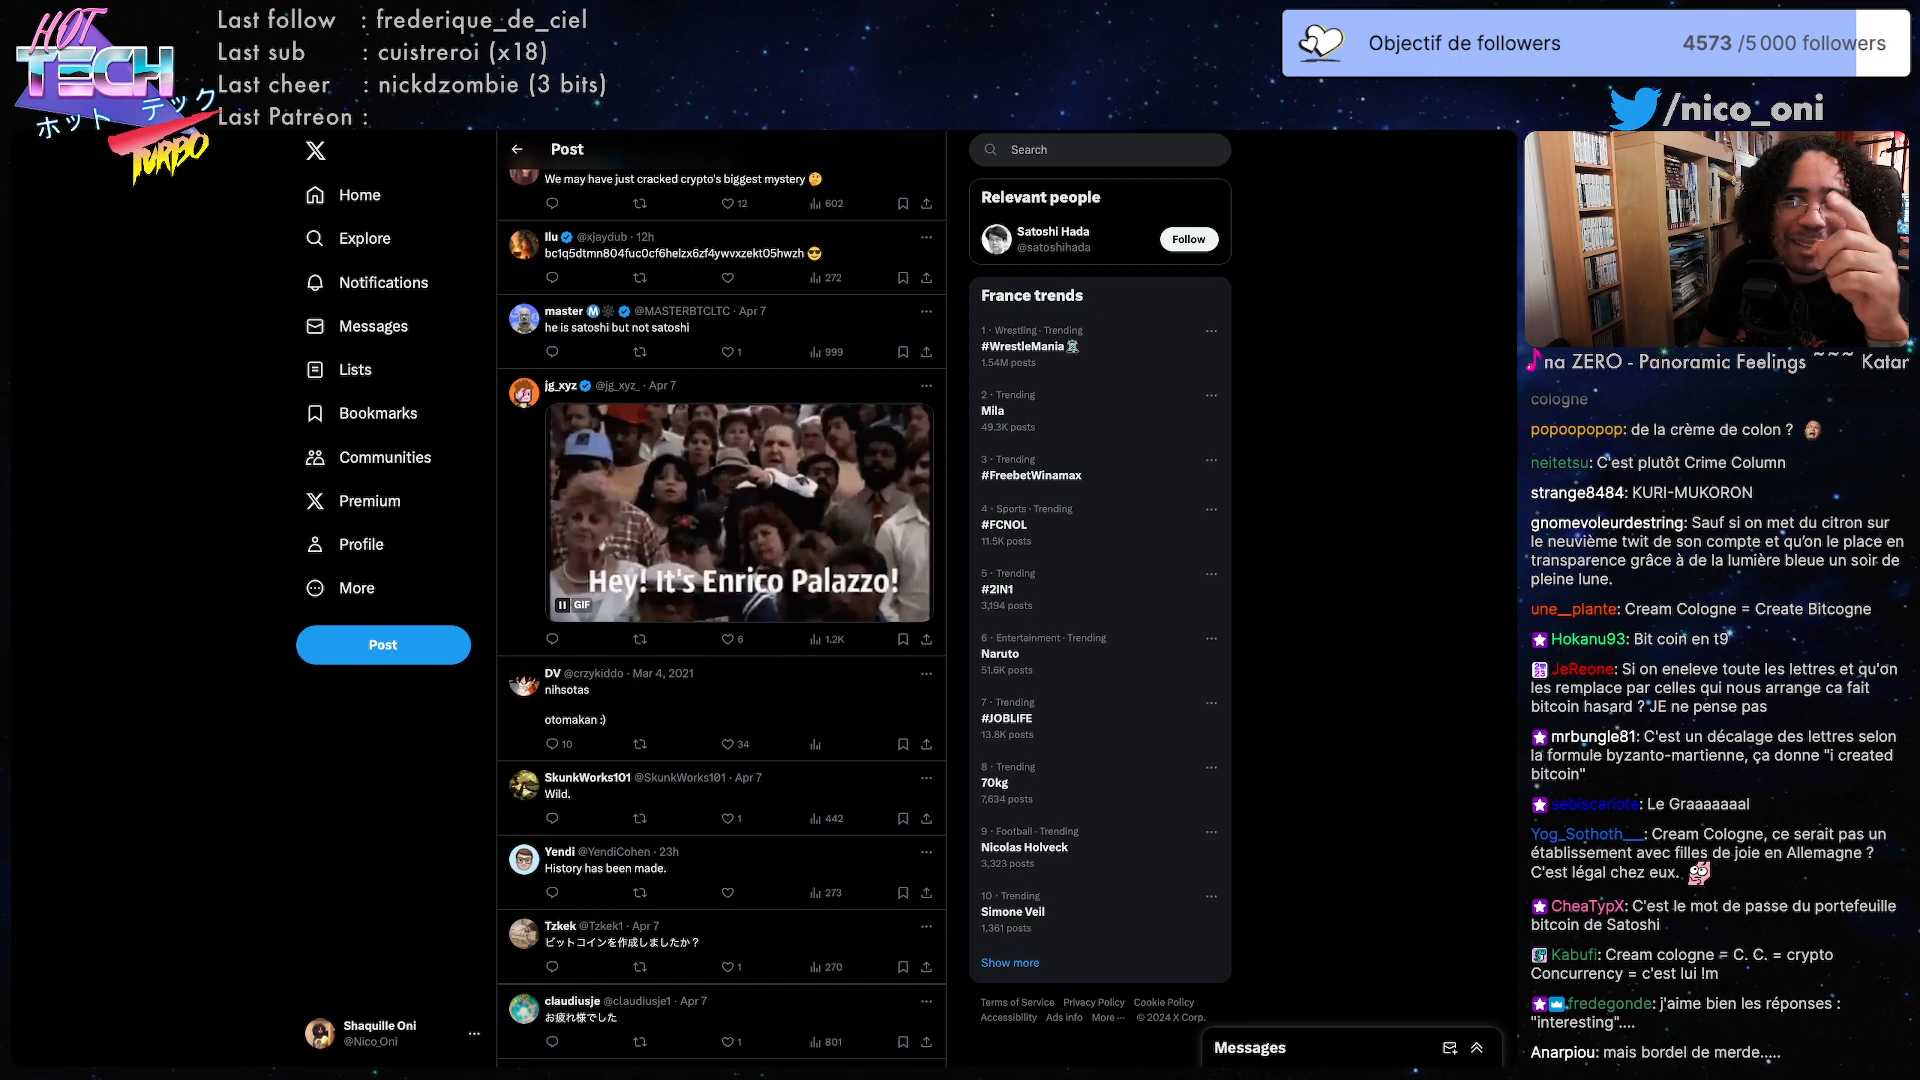 HOT
TECH
ホット テック
TURBO
Last follow : frederique_de_ciel
Last sub : cuistreroi (x18)
Last cheer : nickdzombie (3 bits)
Last Patreon :
Objectif de followers 4573 /5 000 followers
/nico_oni
Home
Explore
Notifications
Messages
Lists
Bookmarks
Communities
Premium
Profile
More
Post
Shaquille Oni
@Nico_Oni
Post
We may have just cracked crypto's biggest mystery 🤔
12 602
Ilu @xjaydub · 12h
bc1q5dtmn804fuc0cf6helzx6zf4ywvxzekt05hwzh 😎
272
master Ⓜ @MASTERBTCLTC · Apr 7
he is satoshi but not satoshi
1 999
jg_xyz @jg_xyz_ · Apr 7
Hey! It's Enrico Palazzo!
GIF
6 1.2K
DV @crzykiddo · Mar 4, 2021
nihsotas
otomakan :)
10 34
SkunkWorks101 @SkunkWorks101 · Apr 7
Wild.
1 442
Yendi @YendiCohen · 23h
History has been made.
273
Tzkek @Tzkek1 · Apr 7
ビットコインを作成しましたか？
1 270
claudiusje @claudiusje1 · Apr 7
お疲れ様でした
1 801
Search
Relevant people
Satoshi Hada
@satoshihada
Follow
France trends
1 · Wrestling · Trending
#WrestleMania
1.54M posts
2 · Trending
Mila
49.3K posts
3 · Trending
#FreebetWinamax
4 · Sports · Trending
#FCNOL
11.5K posts
5 · Trending
#2IN1
3,194 posts
6 · Entertainment · Trending
Naruto
51.6K posts
7 · Trending
#JOBLIFE
13.8K posts
8 · Trending
70kg
7,634 posts
9 · Football · Trending
Nicolas Holveck
3,323 posts
10 · Trending
Simone Veil
1,361 posts
Show more
Terms of Service Privacy Policy Cookie Policy
Accessibility Ads info More ··· © 2024 X Corp.
Messages
na ZERO - Panoramic Feelings ~~~ Katar
cologne
popoopopop: de la crème de colon ?
neitetsu: C'est plutôt Crime Column
strange8484: KURI-MUKORON
gnomevoleurdestring: Sauf si on met du citron sur
le neuvième twit de son compte et qu'on le place en
transparence grâce à de la lumière bleue un soir de
pleine lune.
une__plante: Cream Cologne = Create Bitcogne
Hokanu93: Bit coin en t9
JeReone: Si on eneleve toute les lettres et qu'on
les remplace par celles qui nous arrange ca fait
bitcoin hasard ? JE ne pense pas
mrbungle81: C'est un décalage des lettres selon
la formule byzanto-martienne, ça donne "i created
bitcoin"
sebiscariote: Le Graaaaaaal
Yog_Sothoth___: Cream Cologne, ce serait pas un
établissement avec filles de joie en Allemagne ?
C'est légal chez eux.
CheaTypX: C'est le mot de passe du portefeuille
bitcoin de Satoshi
Kabufi: Cream cologne = C. C. = crypto
Concurrency = c'est lui !m
fredegonde: j'aime bien les réponses :
"interesting"....
Anarpiou: mais bordel de merde.....